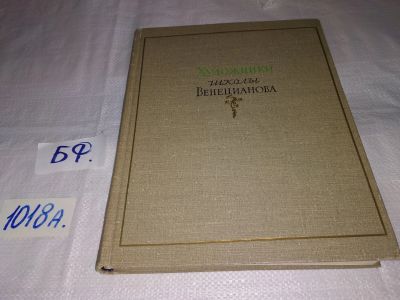 Художники
школы
Венецианова
БФ.
1018А.